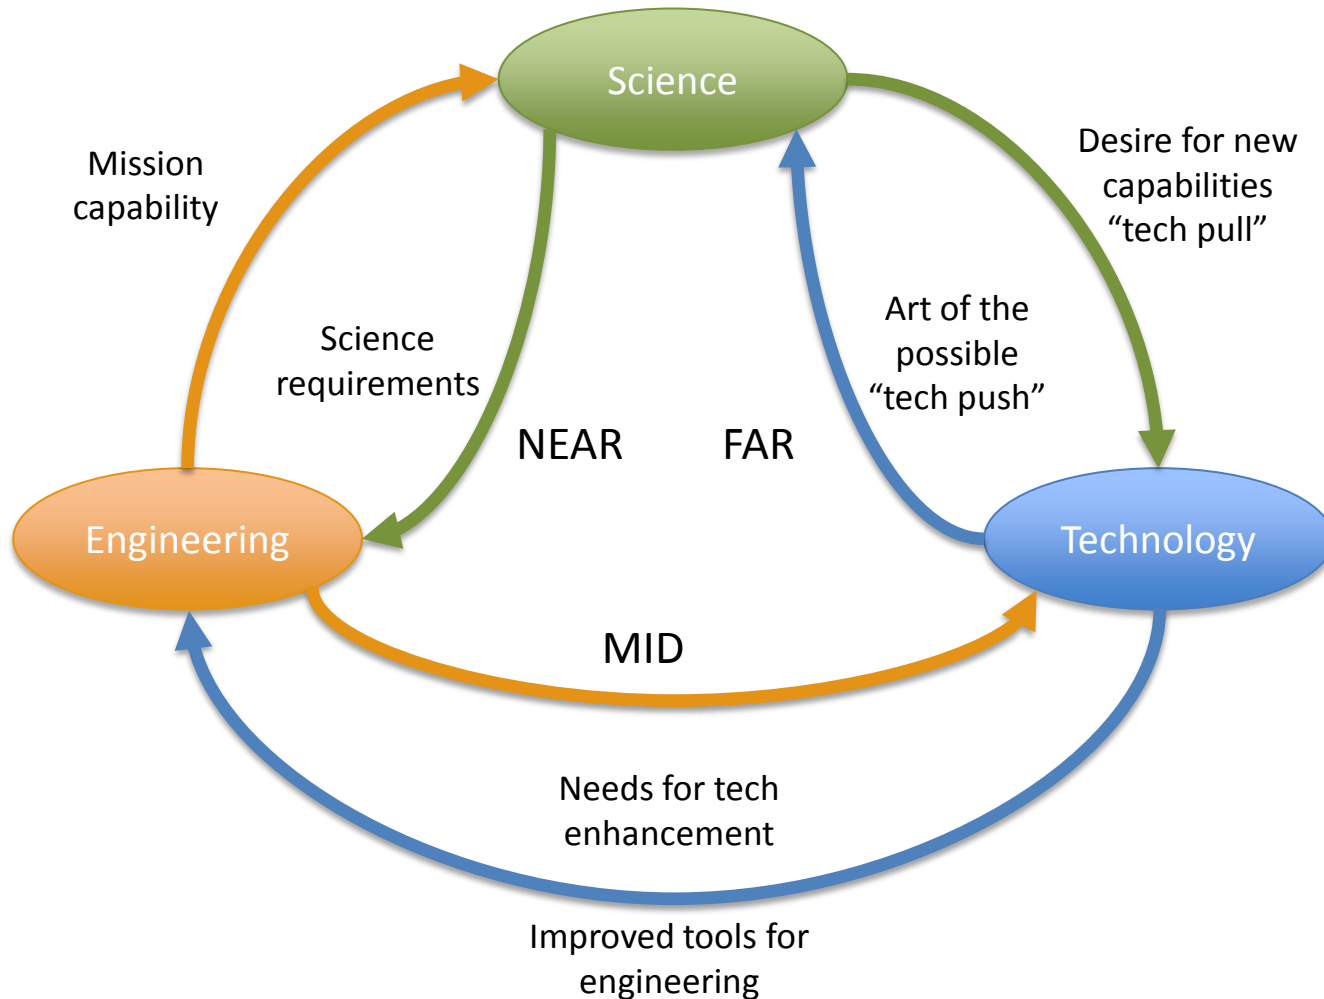 Science
Mission
capability
Desire for new
capabilities
“tech pull”
Science
requirements
Art of the
possible
“tech push”
NEAR
FAR
Engineering
Technology
MID
Needs for tech
enhancement
Improved tools for
engineering